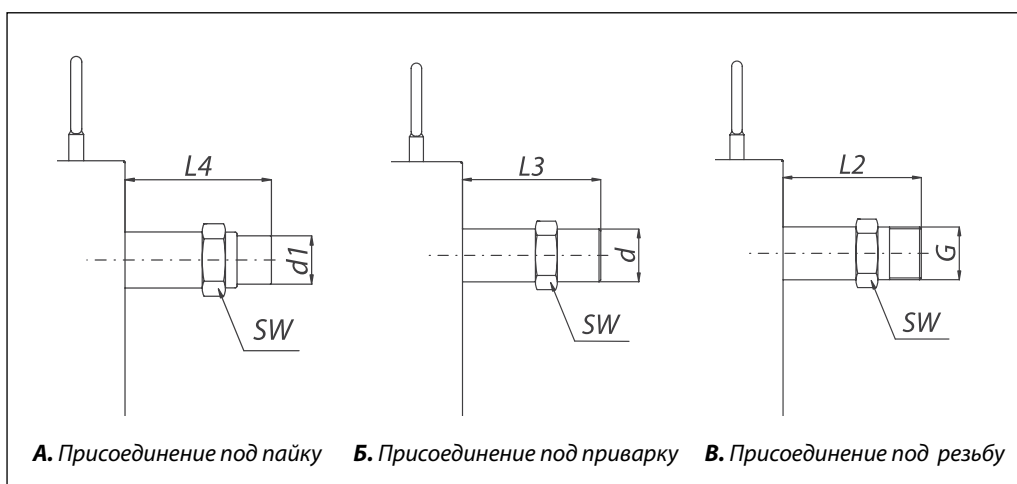 L4
L3
L2
d1
d
G
SW
SW
SW
А. Присоединение под пайку
Б. Присоединение под приварку
В. Присоединение под резьбу